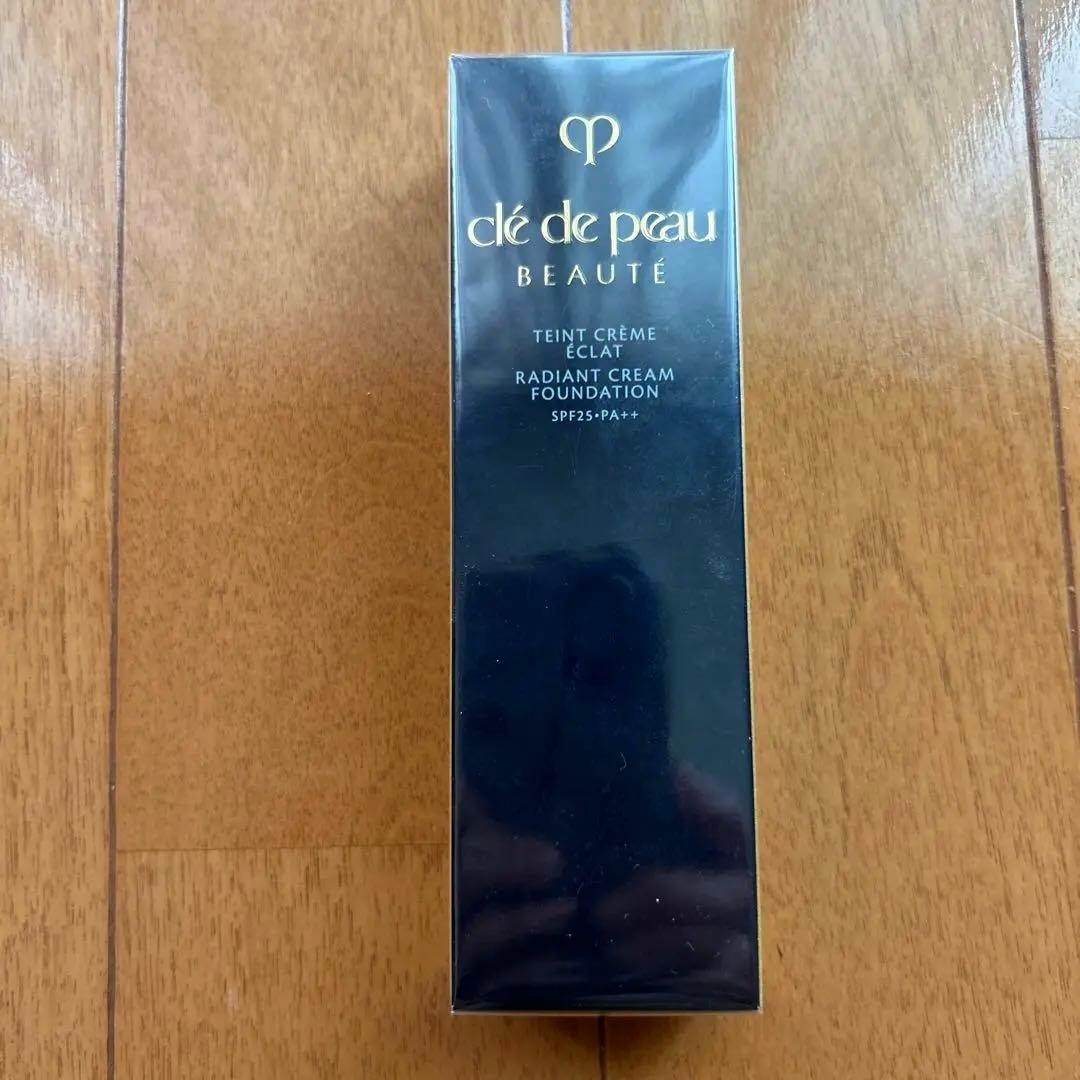 clé de peau
BEAUTÉ
TEINT CRÈME
ÉCLAT
RADIANT CREAM
FOUNDATION
SPF25•PA++